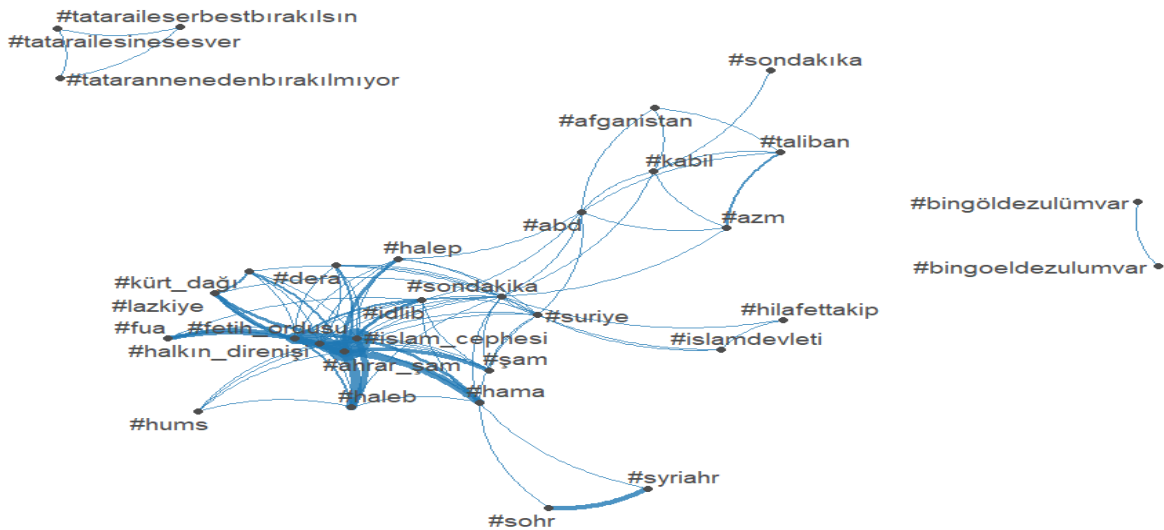 #tataraileserbestbırakılsın
#tatarailesinesesver
#tatarannenedenbırakılmıyor
#sondakıka
#afganistan
#taliban
#kabil
#bingöldezulümvar
#abd
#azm
#halep
#bingoeldezulumvar
#kürt_dağı
#dera
#sondakika
#lazkiye
#idlib
#suriye
#hilafettakip
#fua
#fetih_ordusu
#islam_cephesi
#islamdevleti
#halkın_direnişi
#ahrar_şam
#şam
#haleb
#hama
#hums
#syriahr
#sohr